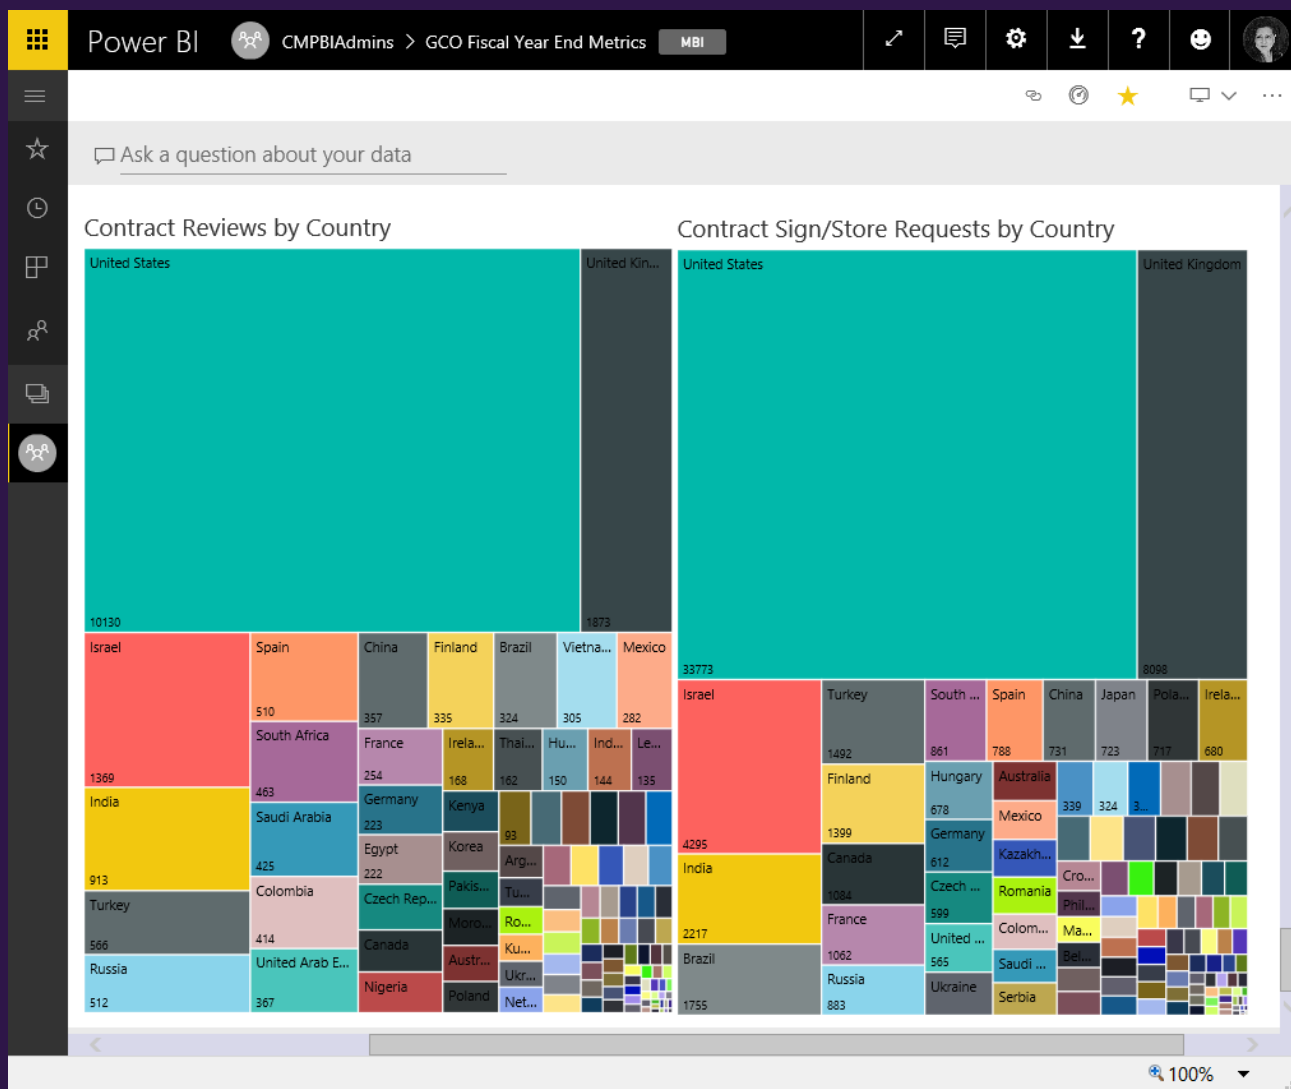 Power BI
CMPBIAdmins > GCO Fiscal Year End Metrics MBI
Ask a question about your data
Contract Reviews by Country
United States
10130
United Kin...
1873
Israel
1369
India
913
Turkey
566
Russia
512
Spain
510
South Africa
463
Saudi Arabia
425
Colombia
414
United Arab E...
367
China
357
Finland
335
Brazil
324
Vietna...
305
Mexico
282
France
254
Germany
223
Egypt
222
Czech Rep...
Canada
Nigeria
Irela...
168
Thai...
162
Hu...
150
Ind...
144
Le...
135
Kenya
Korea
Pakis...
Moro...
Austr...
Poland
93
Arg...
Tu...
Ro...
Ku...
Ukr...
Net...
Contract Sign/Store Requests by Country
United States
33773
United Kingdom
8098
Israel
4295
India
2217
Brazil
1755
Turkey
1492
Finland
1399
Canada
1084
France
1062
Russia
883
South ...
861
Spain
788
China
731
Japan
723
Pola...
717
Irela...
680
Hungary
678
Germany
612
Czech ...
599
United ...
565
Ukraine
Australia
Mexico
Kazakh...
Romania
Colom...
Saudi ...
Serbia
339
324
3...
Cro...
Phil...
Ma...
Bel...
100%